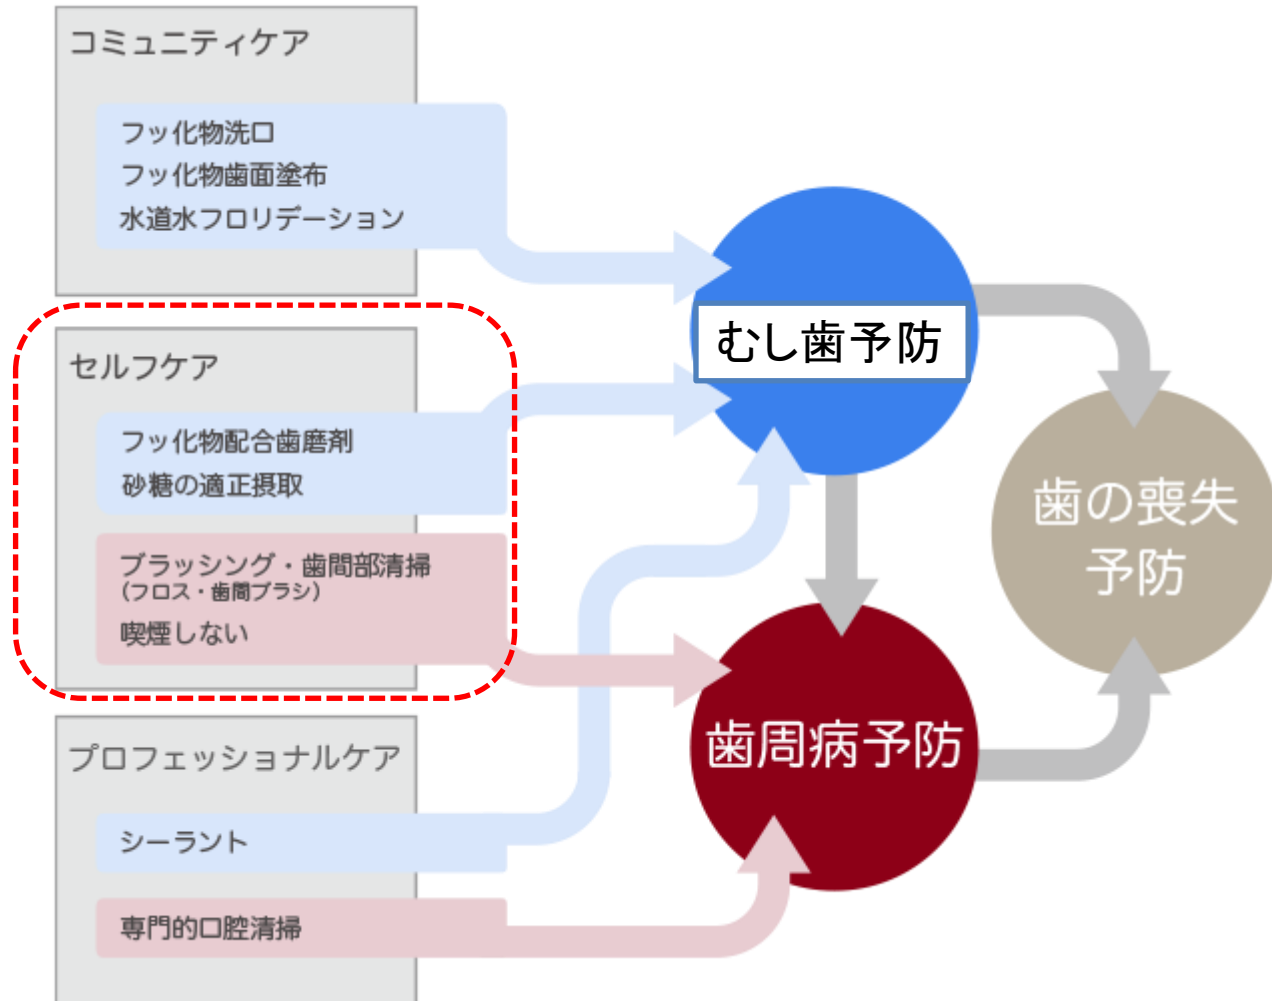 コミュニティケア
フッ化物洗口
フッ化物歯面塗布
水道水フロリデーション
セルフケア
フッ化物配合歯磨剤
砂糖の適正摂取
ブラッシング・歯間部清掃
(フロス・歯間ブラシ)
喫煙しない
プロフェッショナルケア
シーラント
専門的口腔清掃
むし歯予防
歯周病予防
歯の喪失
予防